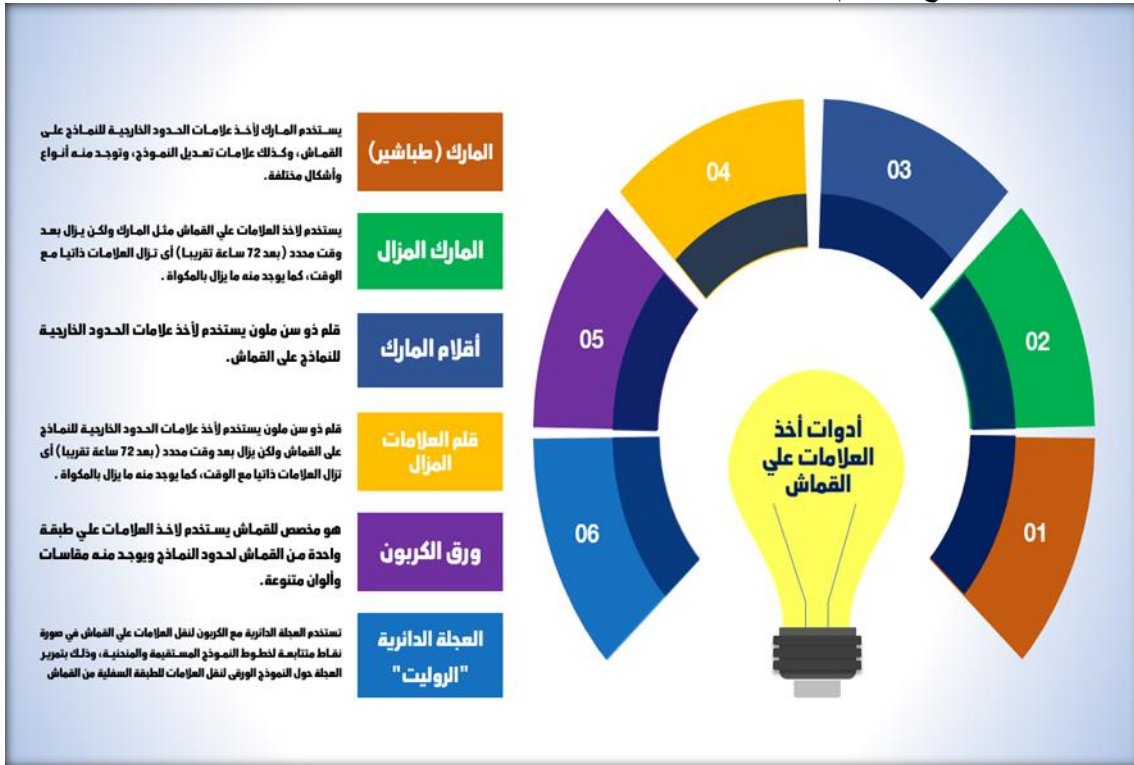 المارك (طباشير)
يستخدم المارك لأخذ علامات الحدود الخارجية للنماذج على
القماش، وكذلك علامات تعديل النموذج، وتوجد منه أنواع
وأشكال مختلفة.
المارك المزال
يستخدم لاخذ العلامات علي القماش مثل المارك ولكن يزال بعد
وقت محدد (بعد 72 ساعة تقريبا) أى تزال العلامات ذاتيا مع
الوقت، كما يوجد منه ما يزال بالمكواة .
أقلام المارك
قلم ذو سن ملون يستخدم لأخذ علامات الحدود الخارجية
للنماذج على القماش.
قلم العلامات
المزال
قلم ذو سن ملون يستخدم لأخذ علامات الحدود الخارجية للنماذج
على القماش ولكن يزال بعد وقت محدد (بعد 72 ساعة تقريبا) أى
تزال العلامات ذاتيا مع الوقت، كما يوجد منه ما يزال بالمكواة .
ورق الكربون
هو مخصص للقماش يستخدم لاخذ العلامات علي طبقة
واحدة من القماش لحدود النماذج ويوجد منه مقاسات
وألوان متنوعة.
العجلة الدائرية
"الروليت"
تستخدم العجلة الدائرية مع الكربون لنقل العلامات علي القماش في صورة
نقاط متتابعة لخطوط النموذج المستقيمة والمنحنية، وذلك بتمرير
العجلة حول النموذج الورقى لنقل العلامات للطبقة السفلية من القماش
أدوات أخذ
العلامات علي
القماش
01
02
03
04
05
06